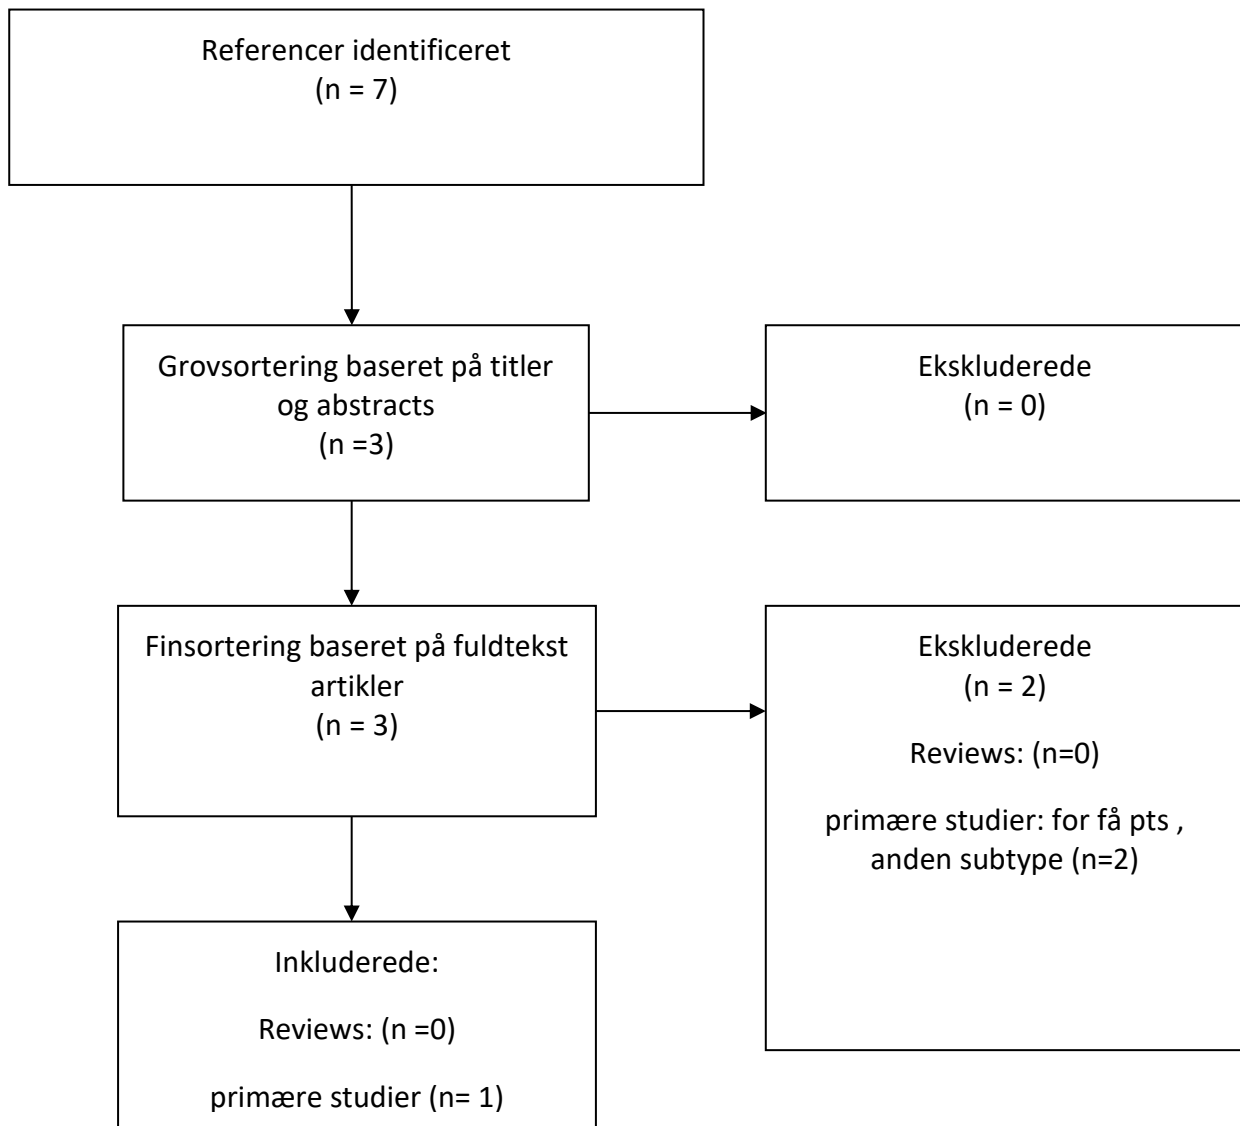 Referencer identificeret
(n = 7)
Grovsortering baseret på titler
og abstracts
(n =3)
Ekskluderede
(n = 0)
Finsortering baseret på fuldtekst
artikler
(n = 3)
Ekskluderede
(n = 2)
Reviews: (n=0)
primære studier: for få pts ,
anden subtype (n=2)
Inkluderede:
Reviews: (n =0)
primære studier (n= 1)